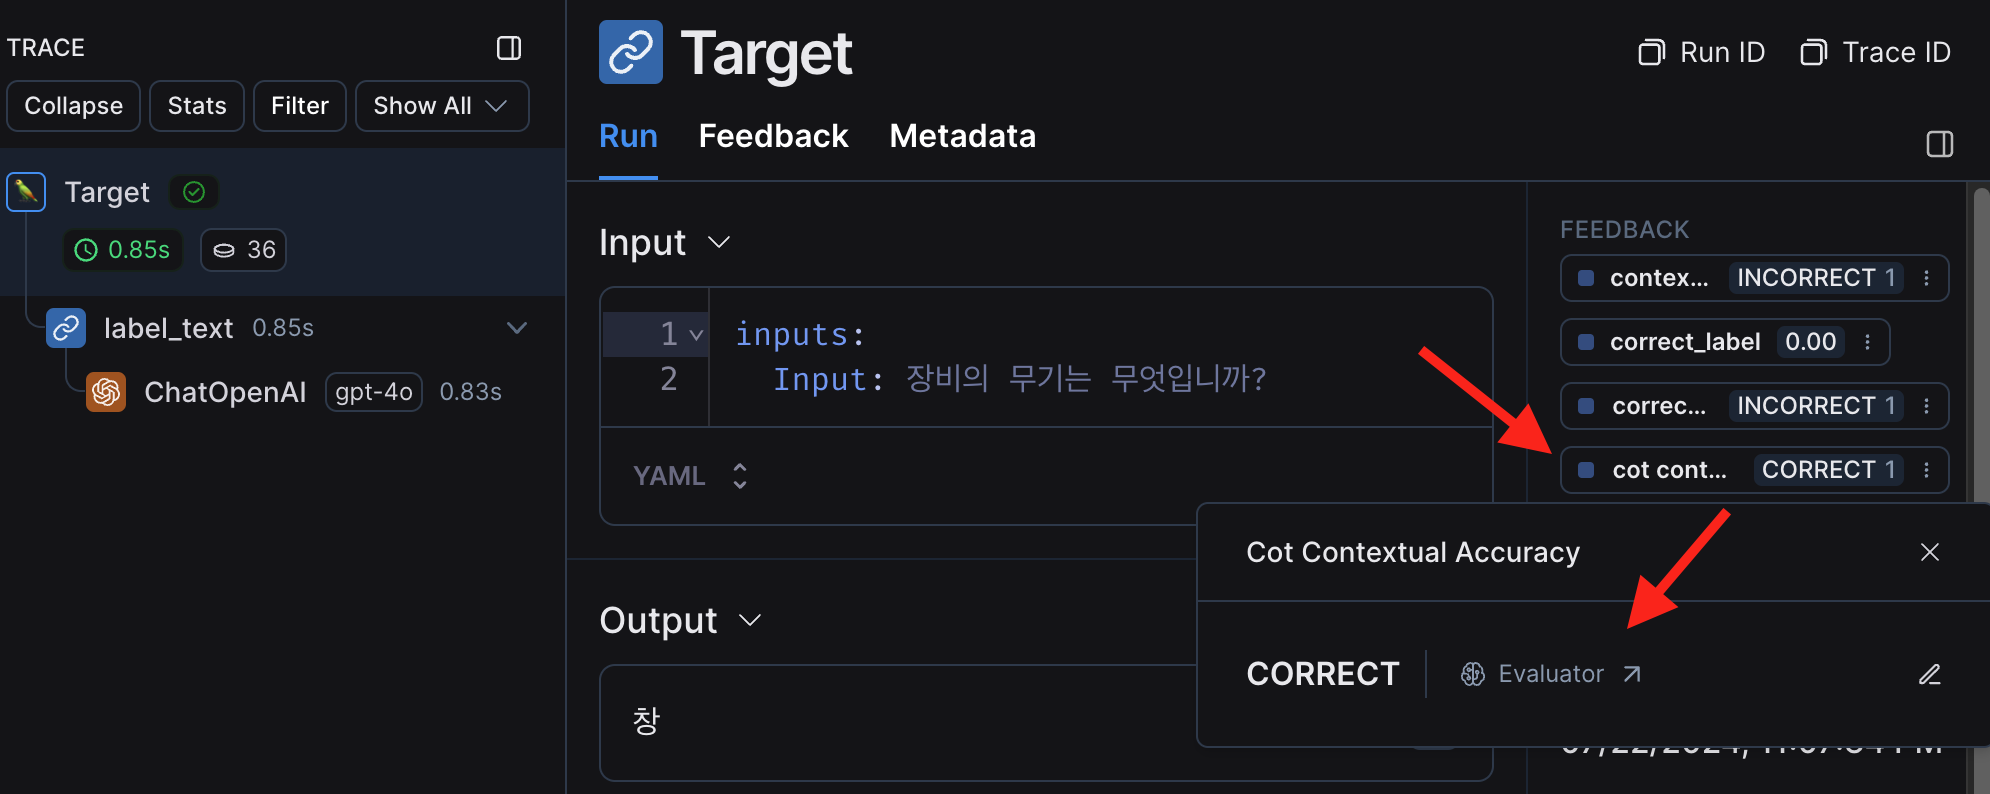 TRACE
Collapse
Stats
Filter
Show All
Target
0.85s
36
label_text 0.85s
ChatOpenAI gpt-4o 0.83s
Target
Run ID
Trace ID
Run
Feedback
Metadata
Input
1 inputs:
2 Input: 장비의 무기는 무엇입니까?
YAML
Output
창
FEEDBACK
contex... INCORRECT 1
correct_label 0.00
correc... INCORRECT 1
cot cont... CORRECT 1
Cot Contextual Accuracy
CORRECT
Evaluator